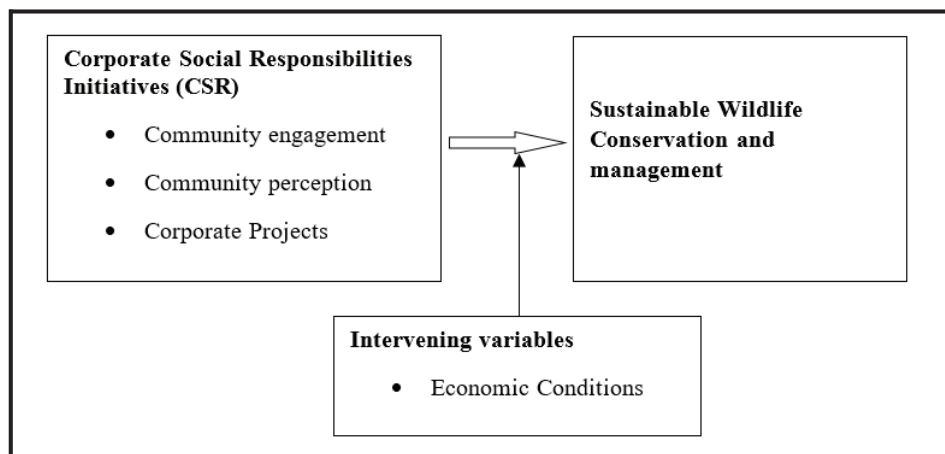 Corporate Social Responsibilities
Initiatives (CSR)
• Community engagement
• Community perception
• Corporate Projects
Sustainable Wildlife
Conservation and
management
Intervening variables
• Economic Conditions